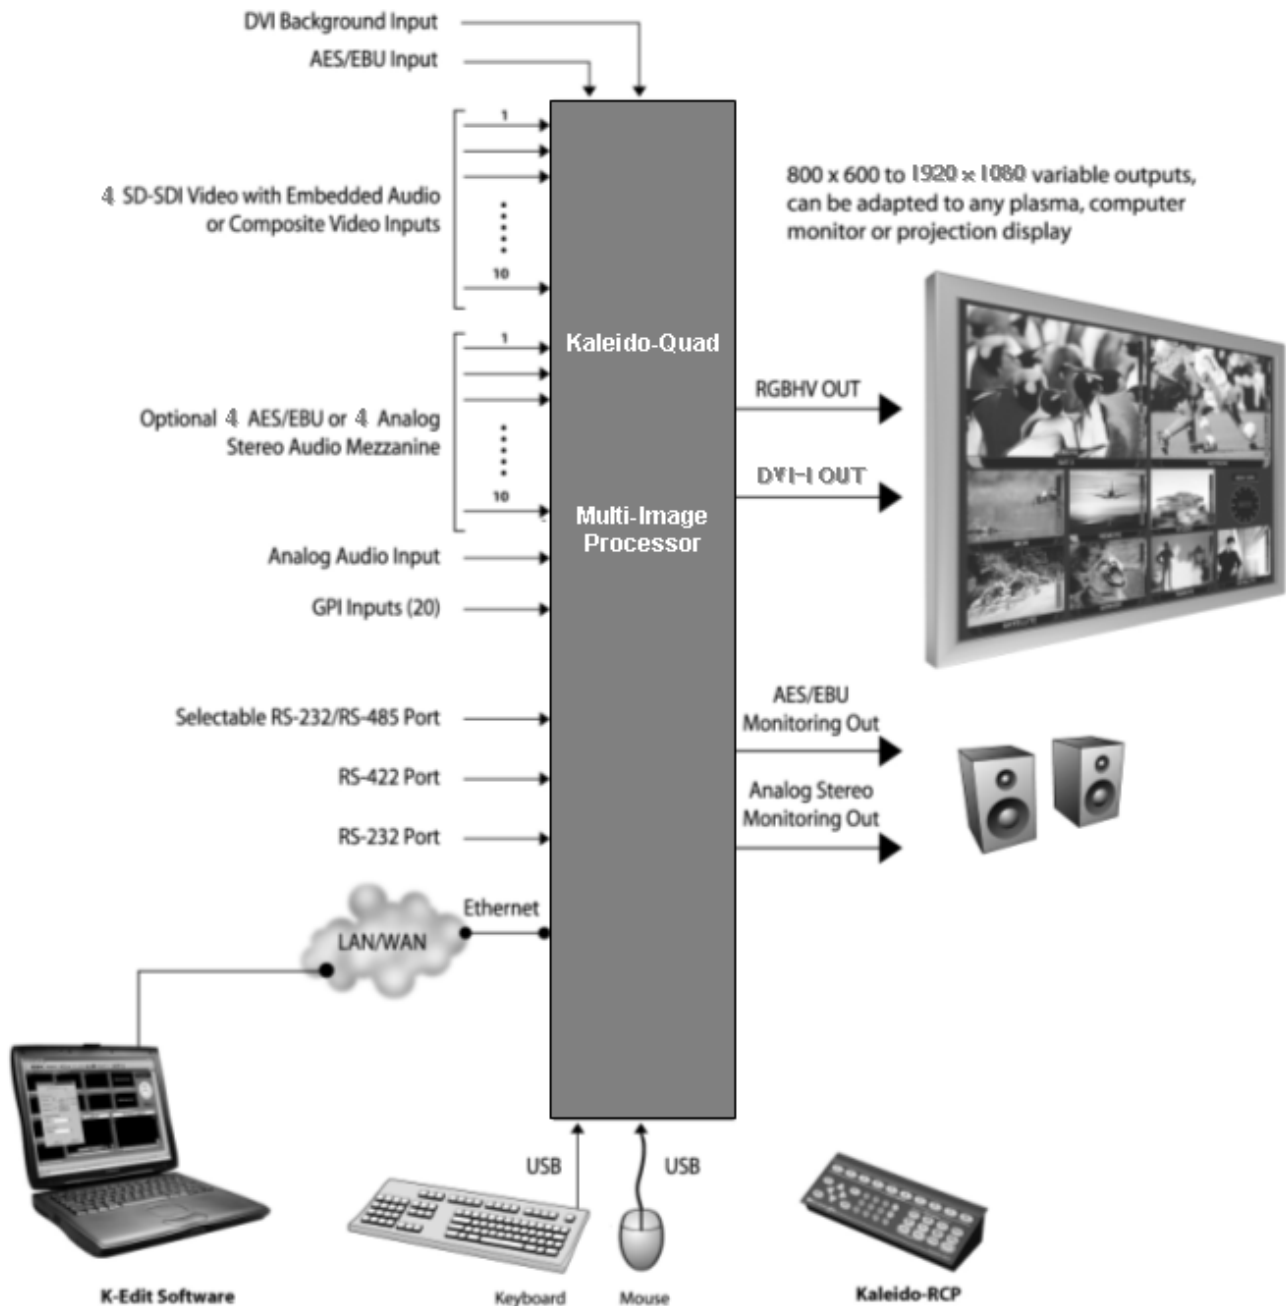 DVI Background Input
AES/EBU Input
1
4 SD-SDI Video with Embedded Audio
or Composite Video Inputs
10
800 x 600 to 1920 x 1080 variable outputs,
can be adapted to any plasma, computer
monitor or projection display
1
Optional 4 AES/EBU or 4 Analog
Stereo Audio Mezzanine
10
Kaleido-Quad
Multi-Image
Processor
RGBHV OUT
DVI-I OUT
Analog Audio Input
GPI Inputs (20)
Selectable RS-232/RS-485 Port
RS-422 Port
RS-232 Port
AES/EBU
Monitoring Out
Analog Stereo
Monitoring Out
Ethernet
LAN/WAN
USB
USB
K-Edit Software
Keyboard
Mouse
Kaleido-RCP